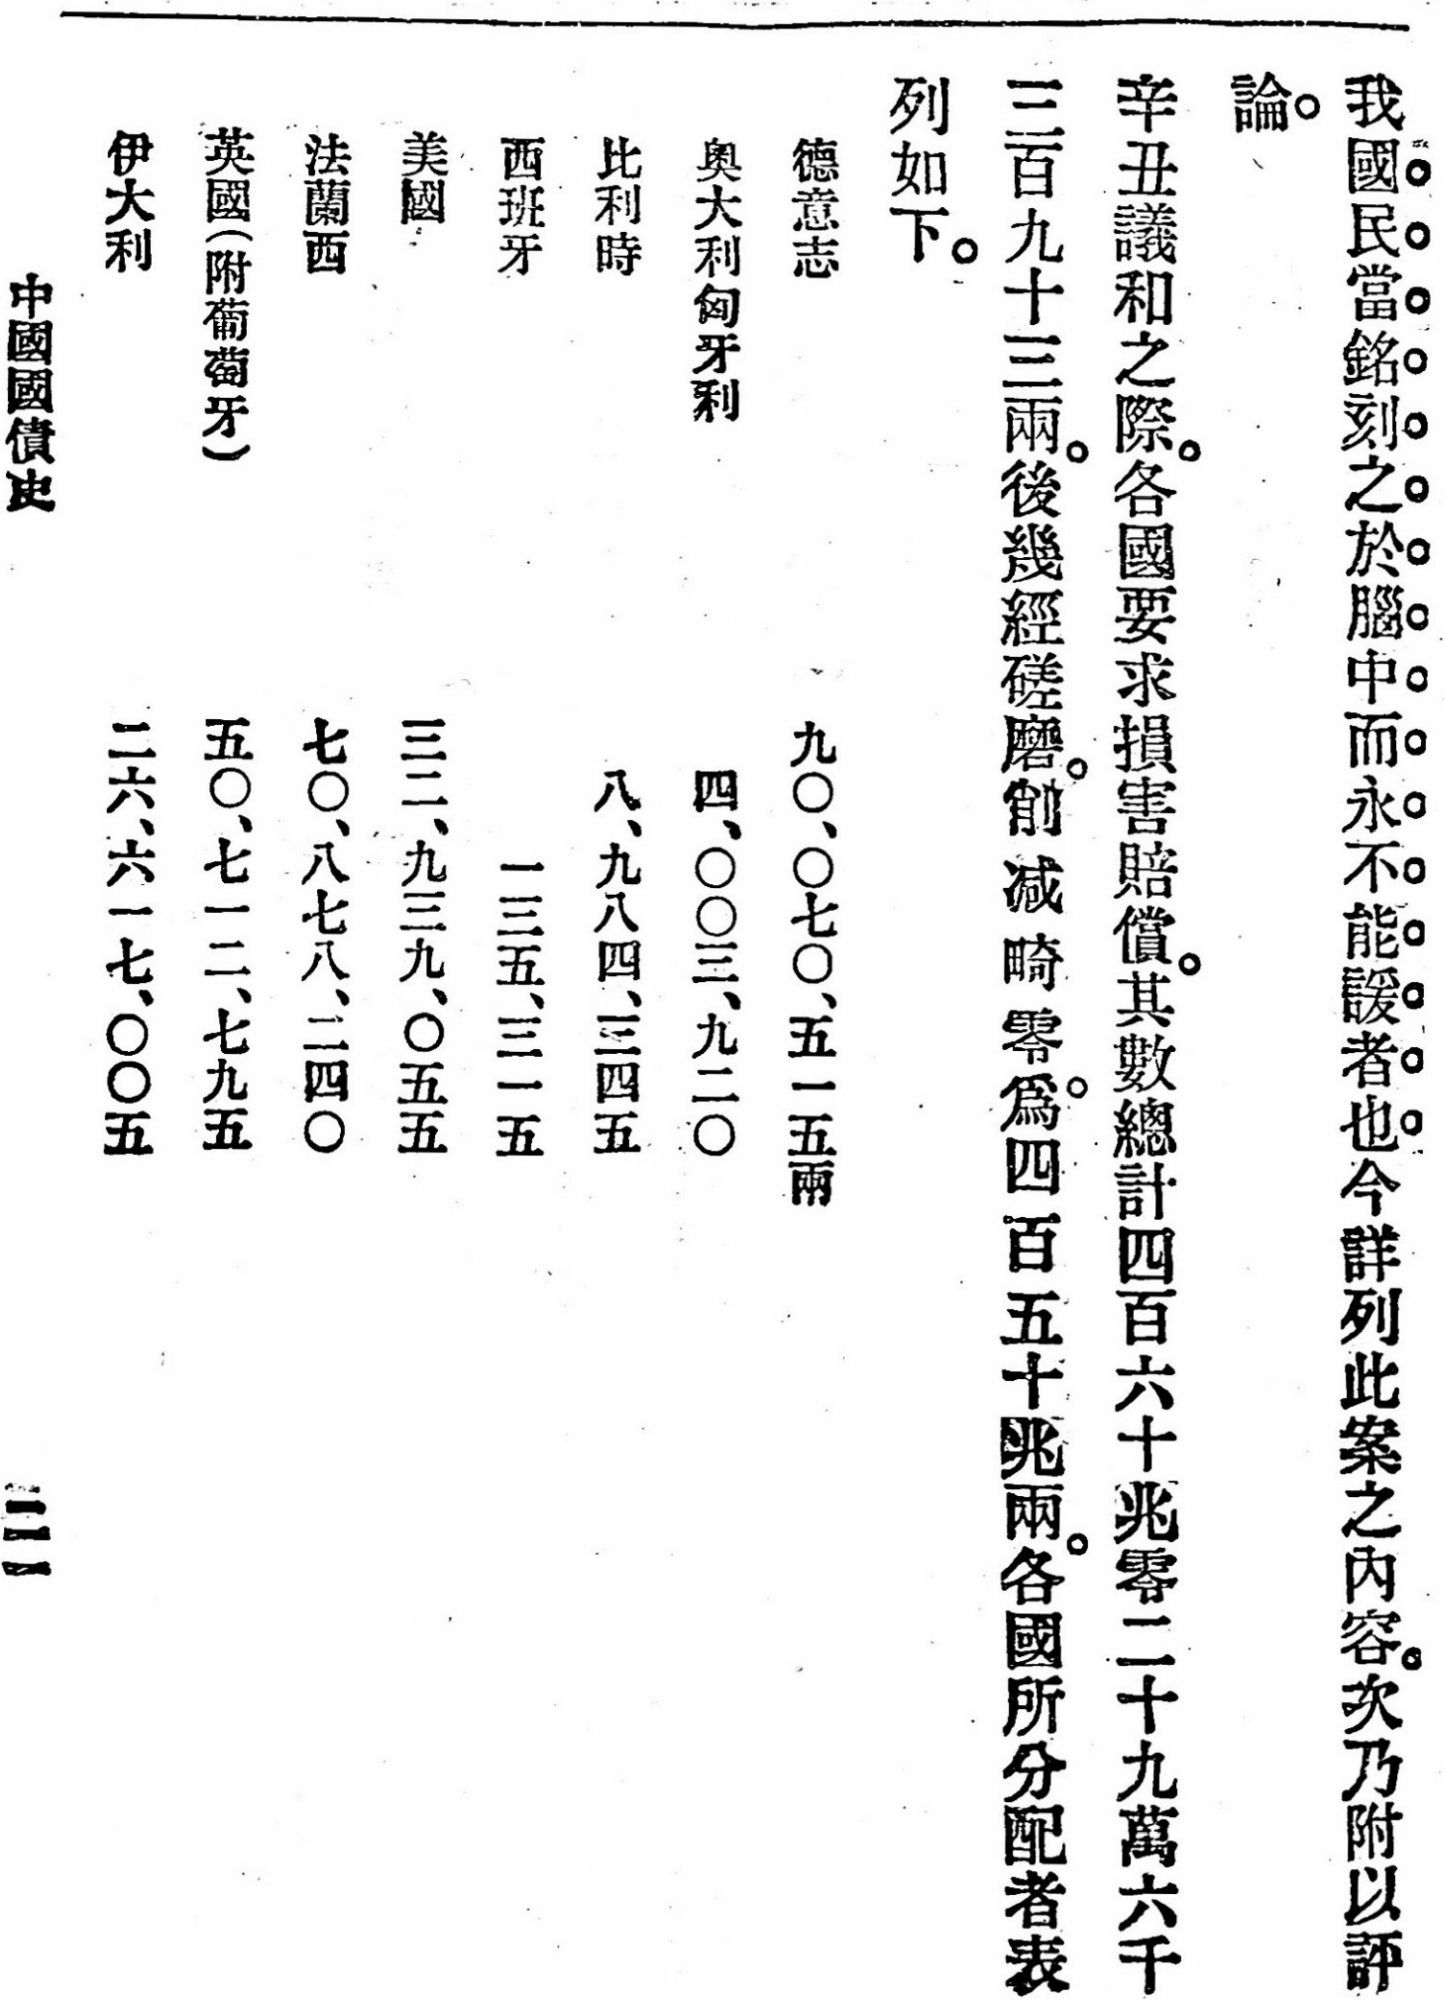 我國民當銘刻之於腦中而永不能諼者也今詳列此案之內容。次乃附以評
論。
辛丑議和之際。各國要求損害賠償。其數總計四百六十兆零二十九萬六千
三百九十三兩。後幾經磋磨。削減畸零。爲四百五十兆兩。各國所分配者表
列如下。
德意志 九〇、〇七〇、五一五兩
奧大利匈牙利 四、〇〇三、九二〇
比利時 八、九八四、三四五
西班牙 一三五、三一五
美國 三二、九三九、〇五五
法蘭西 七〇、八七八、二四〇
英國(附葡萄牙) 五〇、七一二、七九五
伊大利 二六、六一七、〇〇五
中國國債史